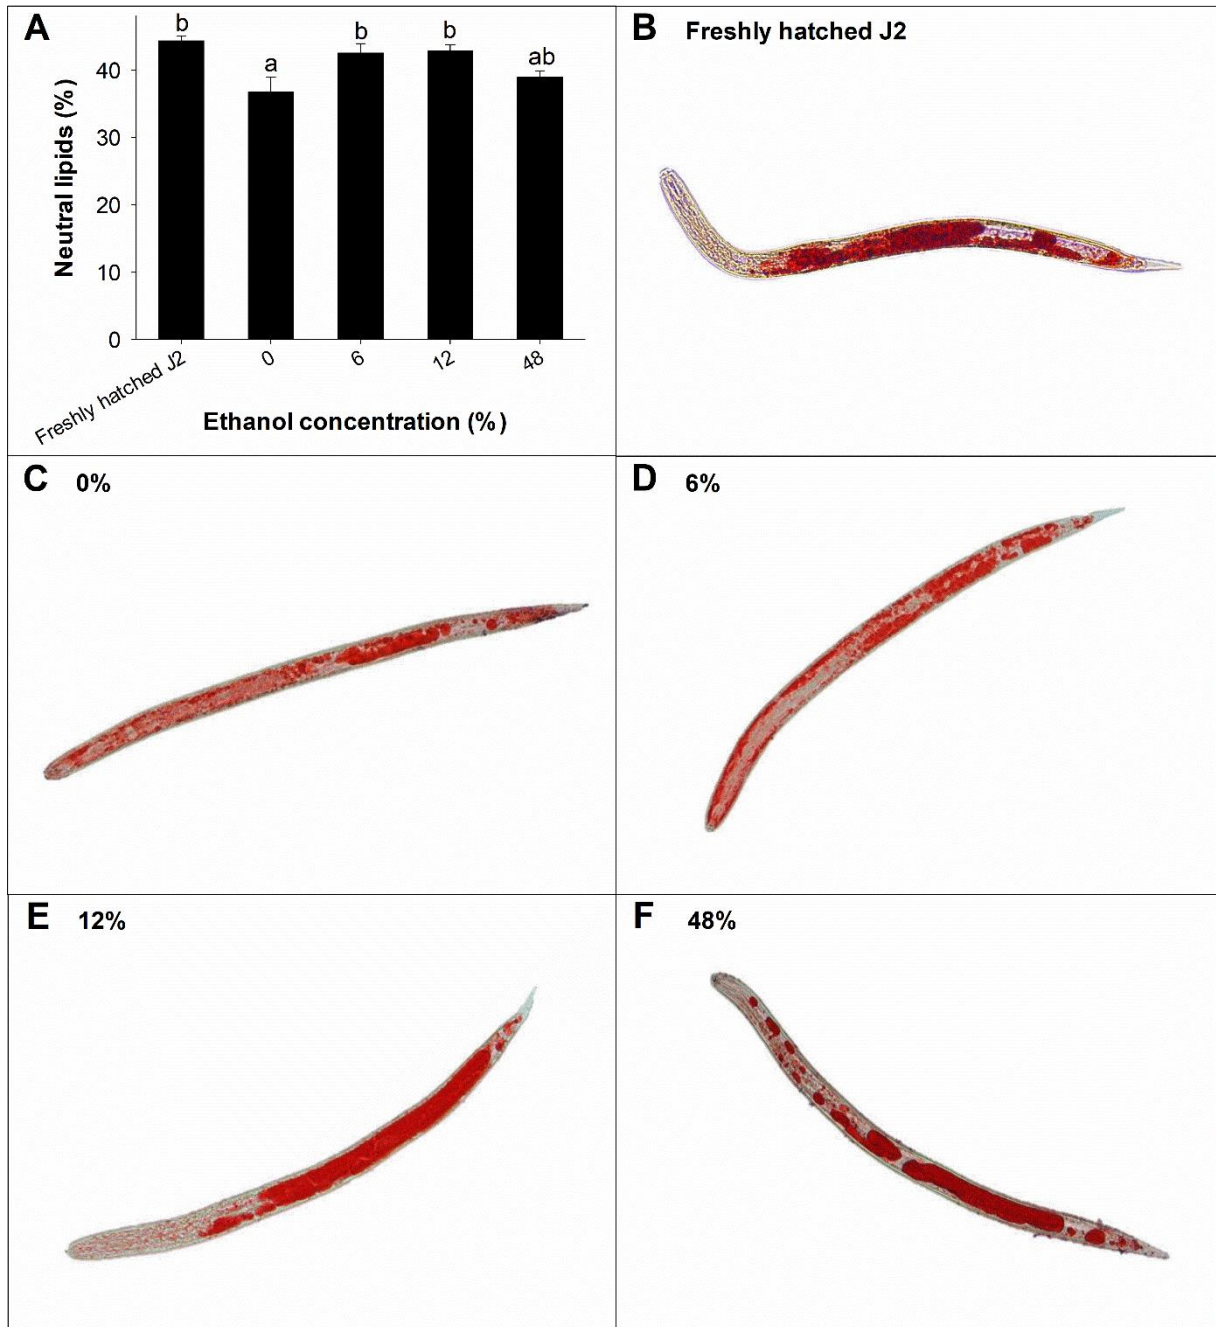 A
b
a
b
b
ab
Neutral lipids (%)
40
30
20
10
0
Freshly hatched J2
0
6
12
48
Ethanol concentration (%)
B Freshly hatched J2
C 0%
D 6%
E 12%
F 48%